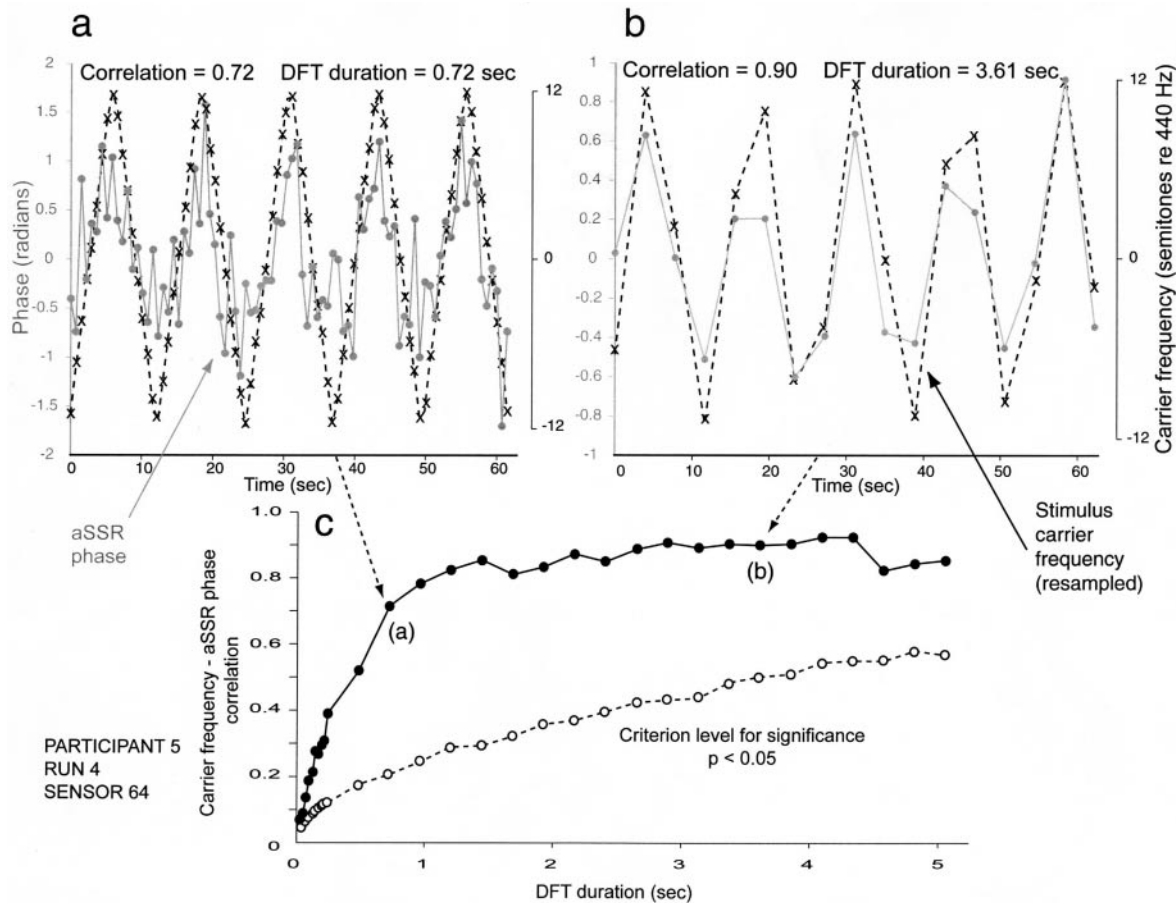 a
b
Correlation = 0.72
DFT duration = 0.72 sec
Correlation = 0.90
DFT duration = 3.61 sec
Phase (radians)
2
1.5
1
0.5
0
-0.5
-1
-1.5
-2
12
0
-12
0
10
20
30
40
50
60
Time (sec)
1
0.8
0.6
0.4
0.2
0
-0.2
-0.4
-0.6
-0.8
-1
12
0
-12
Carrier frequency (semitones re 440 Hz)
0
10
20
30
40
50
60
Time (sec)
aSSR
phase
Stimulus
carrier
frequency
(resampled)
c
Carrier frequency - aSSR phase
correlation
1.0
0.8
0.6
0.4
0.2
0
(a)
(b)
Criterion level for significance
p < 0.05
PARTICIPANT 5
RUN 4
SENSOR 64
0
1
2
3
4
5
DFT duration (sec)